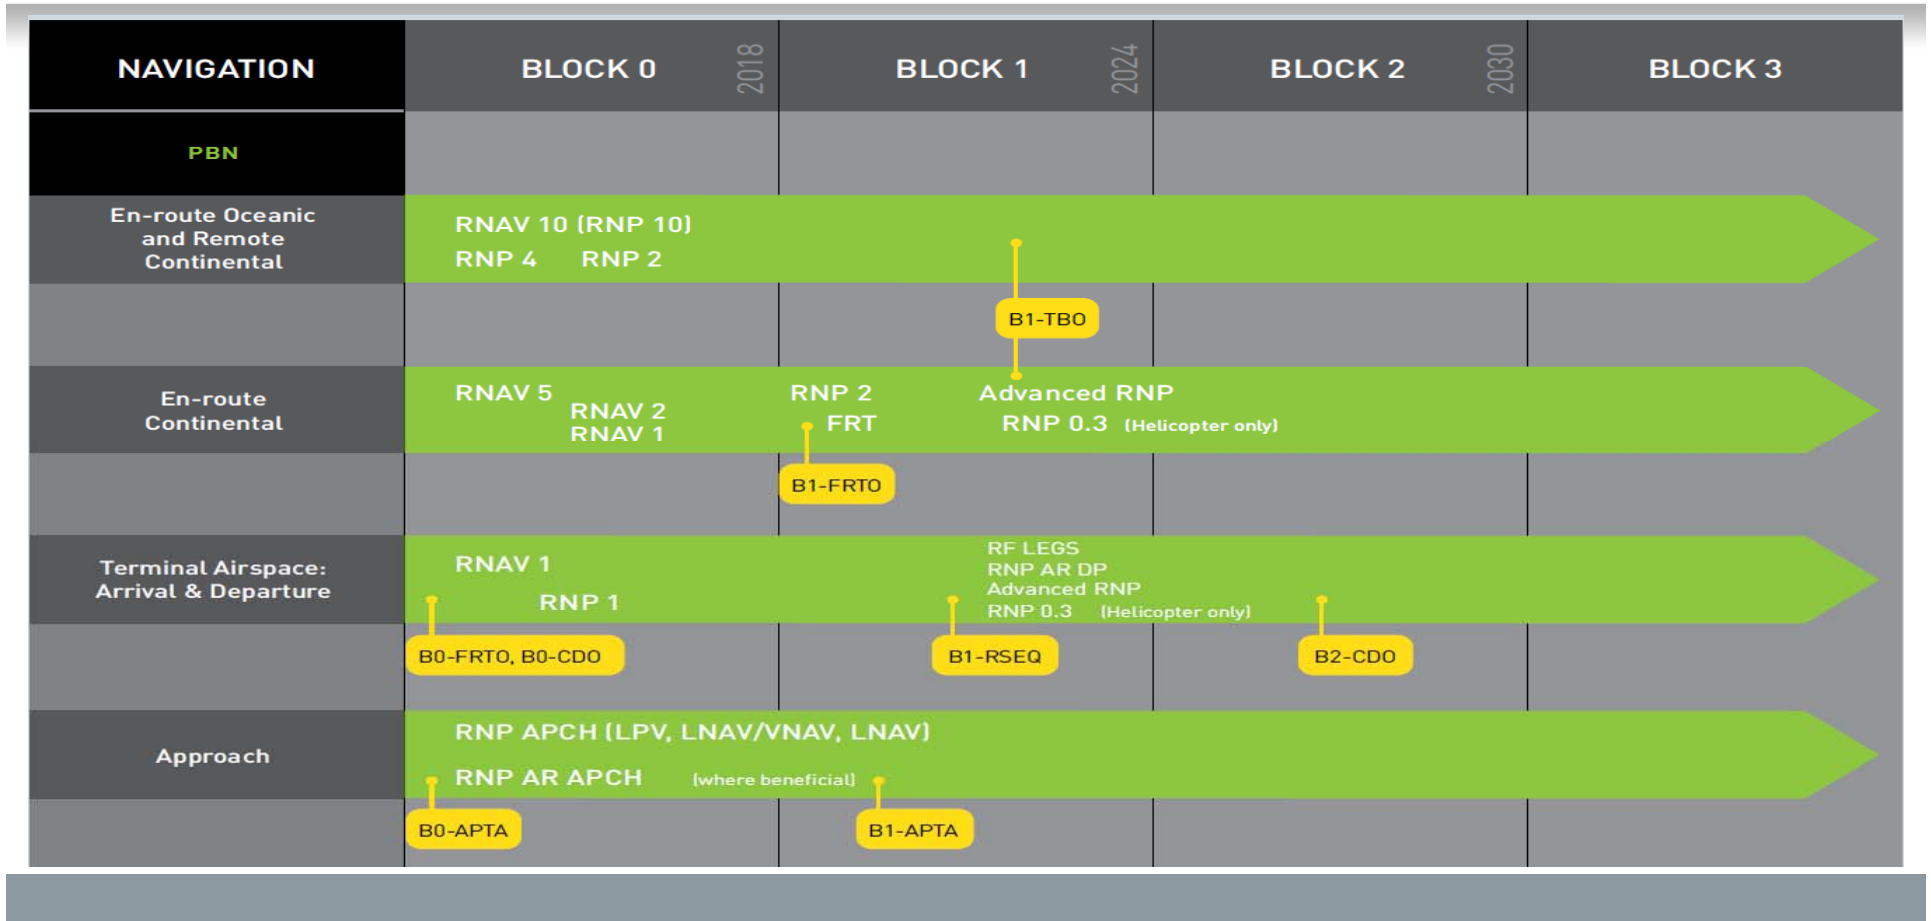 NAVIGATION
BLOCK 0
2018
BLOCK 1
2024
BLOCK 2
2030
BLOCK 3
PBN
En-route Oceanic
and Remote
Continental
RNAV 10 (RNP 10)
RNP 4 RNP 2
B1-TBO
En-route
Continental
RNAV 5
RNAV 2
RNAV 1
RNP 2
FRT
Advanced RNP
RNP 0.3 (Helicopter only)
B1-FRTO
Terminal Airspace:
Arrival & Departure
RNAV 1
RNP 1
RF LEGS
RNP AR DP
Advanced RNP
RNP 0.3 (Helicopter only)
B0-FRTO, B0-CDO
B1-RSEQ
B2-CDO
Approach
RNP APCH (LPV, LNAV/VNAV, LNAV)
RNP AR APCH (where beneficial)
B0-APTA
B1-APTA